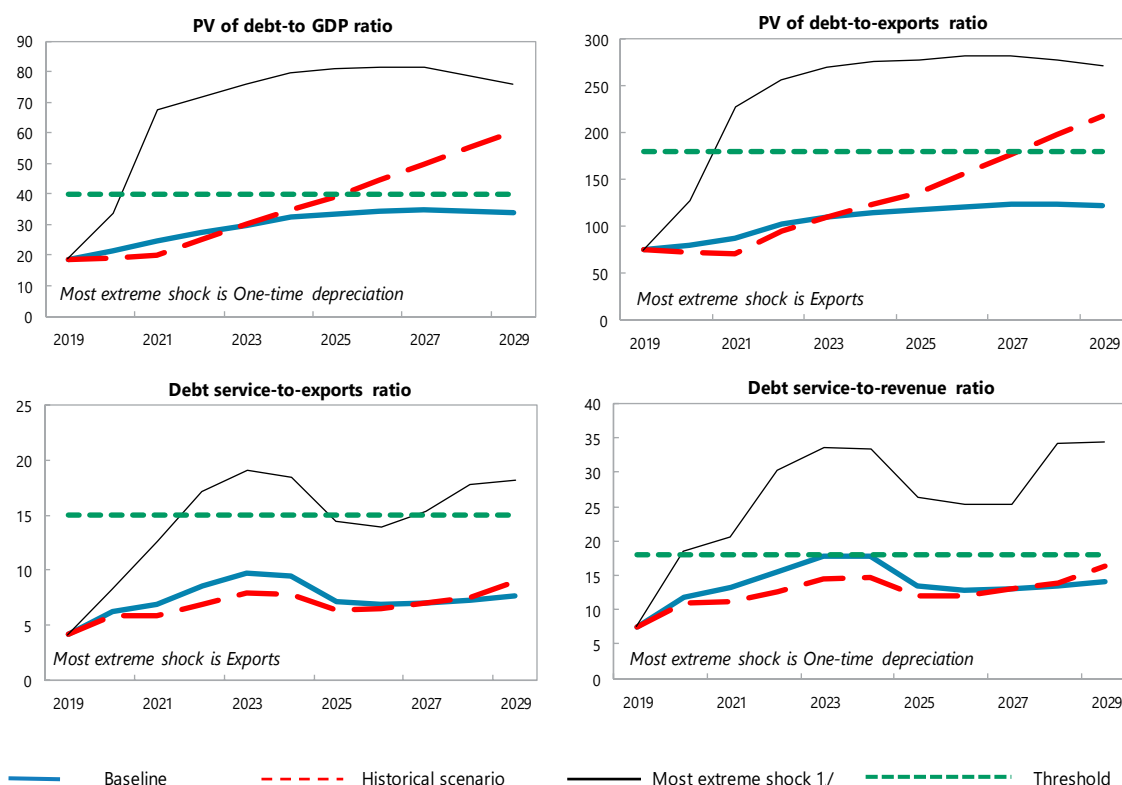 PV of debt-to GDP ratio
90
80
70
60
50
40
30
20
10
0
Most extreme shock is One-time depreciation
2019 2021 2023 2025 2027 2029
PV of debt-to-exports ratio
300
250
200
150
100
50
0
Most extreme shock is Exports
2019 2021 2023 2025 2027 2029
Debt service-to-exports ratio
25
20
15
10
5
0
Most extreme shock is Exports
2019 2021 2023 2025 2027 2029
Debt service-to-revenue ratio
40
35
30
25
20
15
10
5
0
Most extreme shock is One-time depreciation
2019 2021 2023 2025 2027 2029
Baseline Historical scenario Most extreme shock 1/ Threshold